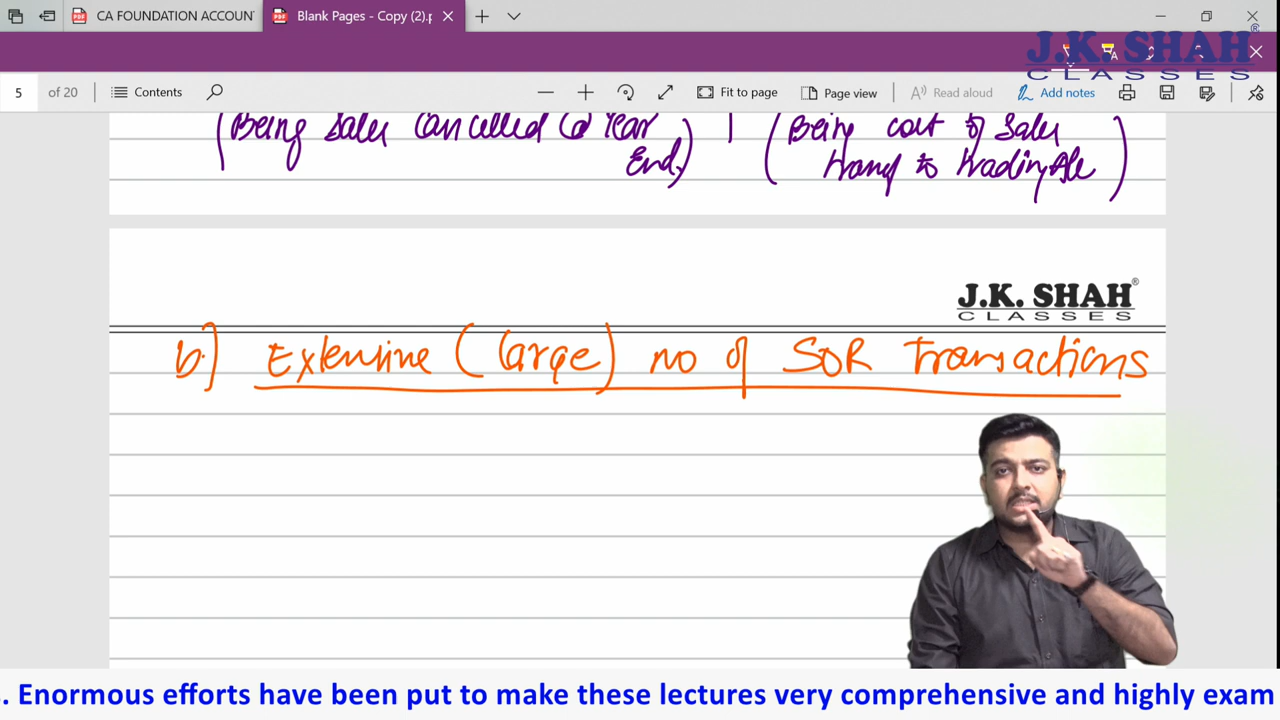 CA FOUNDATION ACCOUN
Blank Pages - Copy (2).p
J.K. SHAH®
CLASSES
5 of 20
Contents
Fit to page
Page view
Read aloud
Add notes
(Being Sales Cancelled @ Year End)
(Being cost of Sales transf to trading A/c)
J.K. SHAH®
CLASSES
b) Extensive (Large) no of SOR Transactions
. Enormous efforts have been put to make these lectures very comprehensive and highly exam